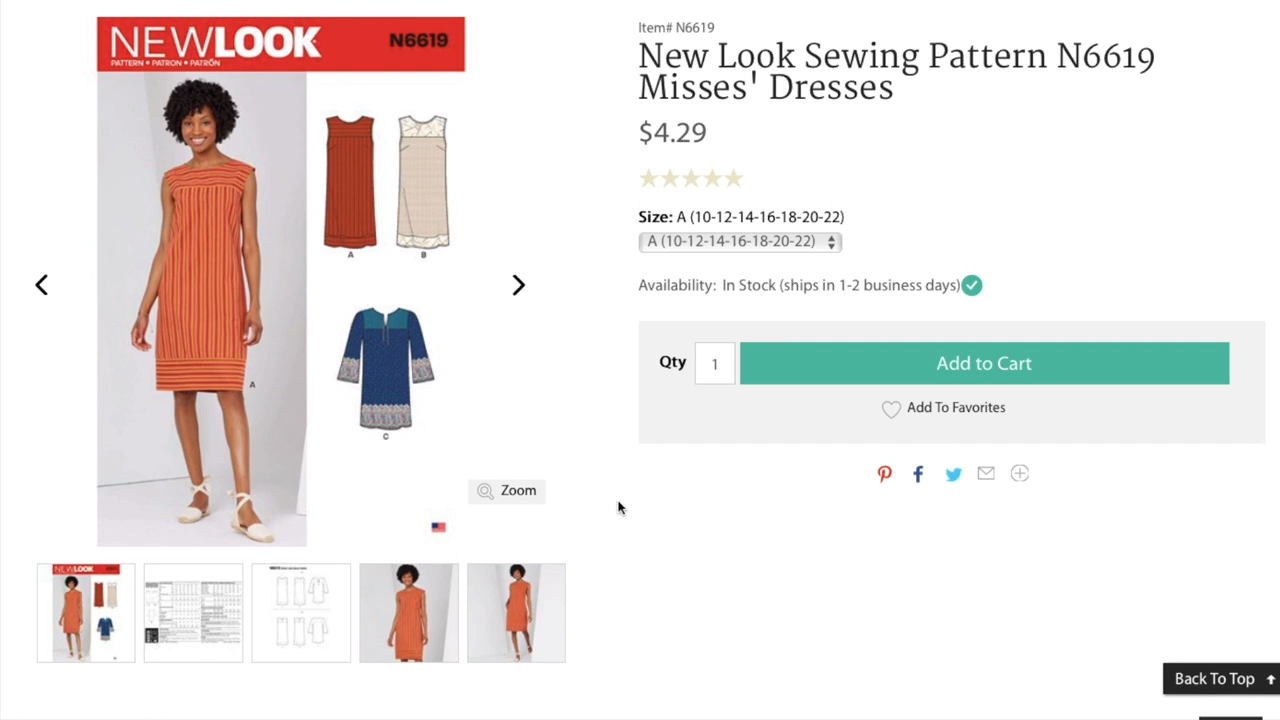 NEWLOOK
N6619
PATTERN • PATRON • PATRÓN
A
B
A
C
Zoom
Item# N6619
New Look Sewing Pattern N6619
Misses' Dresses
$4.29
Size: A (10-12-14-16-18-20-22)
A (10-12-14-16-18-20-22)
Availability: In Stock (ships in 1-2 business days)
Qty
1
Add to Cart
Add To Favorites
NEWLOOK
Back To Top